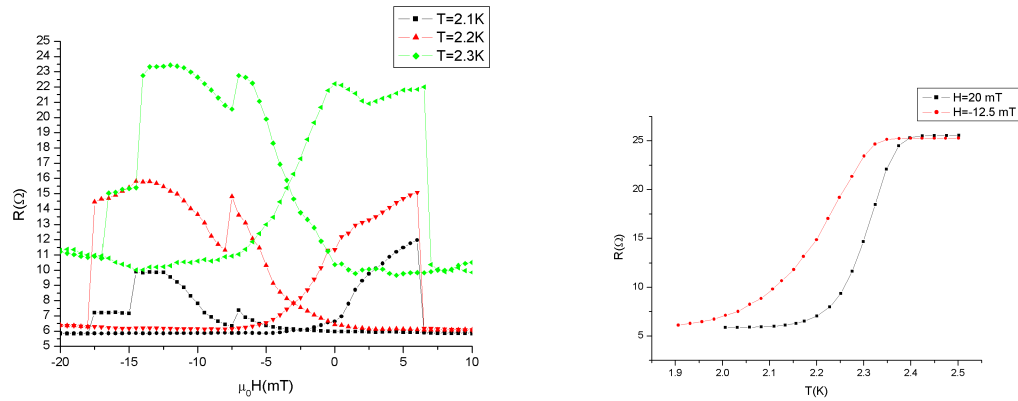 T=2.1K
T=2.2K
T=2.3K
25
24
23
22
21
20
19
18
17
16
15
14
13
12
11
10
9
8
7
6
5
R(Ω)
-20 -15 -10 -5 0 5 10
μ₀H(mT)
H=20 mT
H=-12.5 mT
25
20
15
10
5
R(Ω)
1.9 2.0 2.1 2.2 2.3 2.4 2.5
T(K)